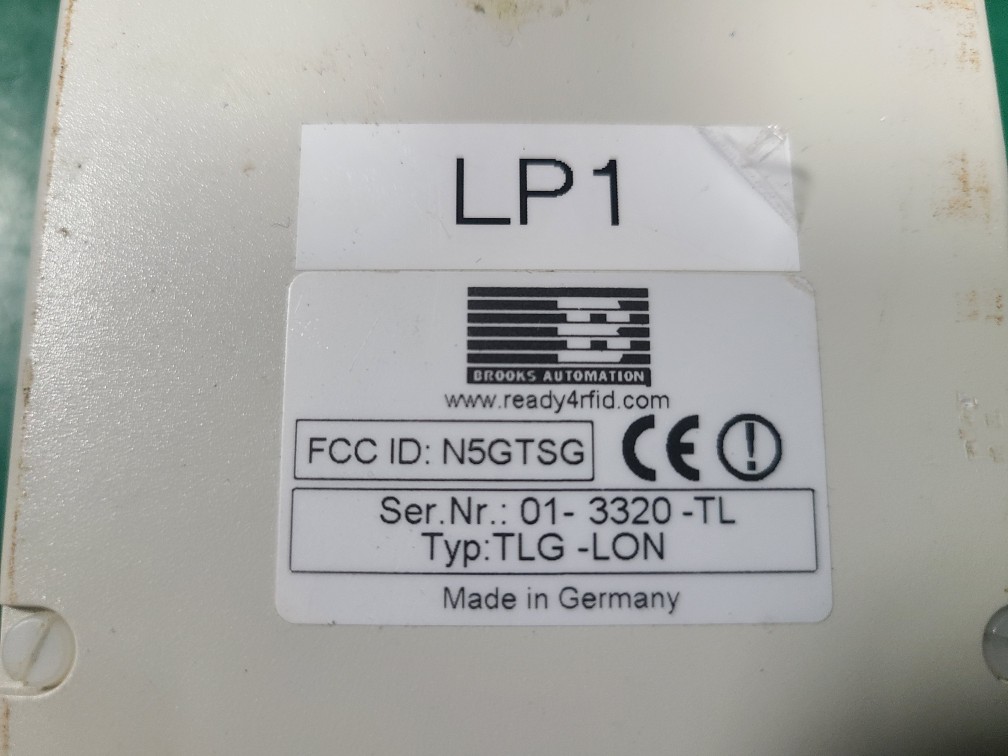 LP1
BROOKS AUTOMATION
www.ready4rfid.com
FCC ID: N5GTSG CE
Ser.Nr.: 01- 3320 -TL
Typ:TLG -LON
Made in Germany